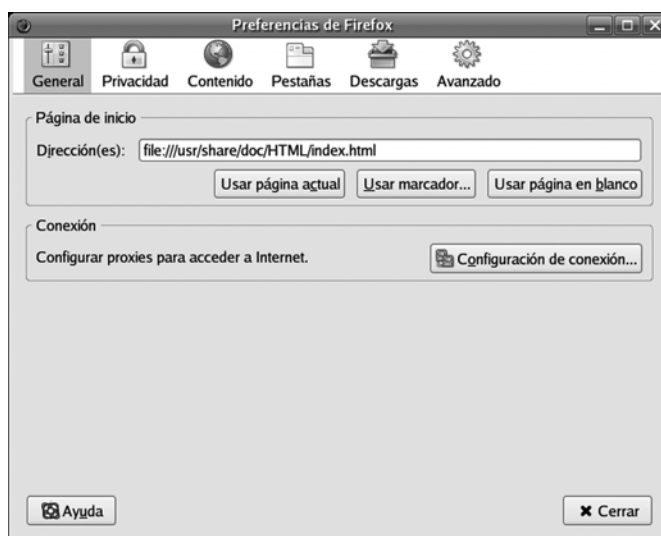 Preferencias de Firefox
General Privacidad Contenido Pestañas Descargas Avanzado
Página de inicio
Dirección(es): file:///usr/share/doc/HTML/index.html
Usar página actual Usar marcador... Usar página en blanco
Conexión
Configurar proxies para acceder a Internet. Configuración de conexión...
Ayuda Cerrar